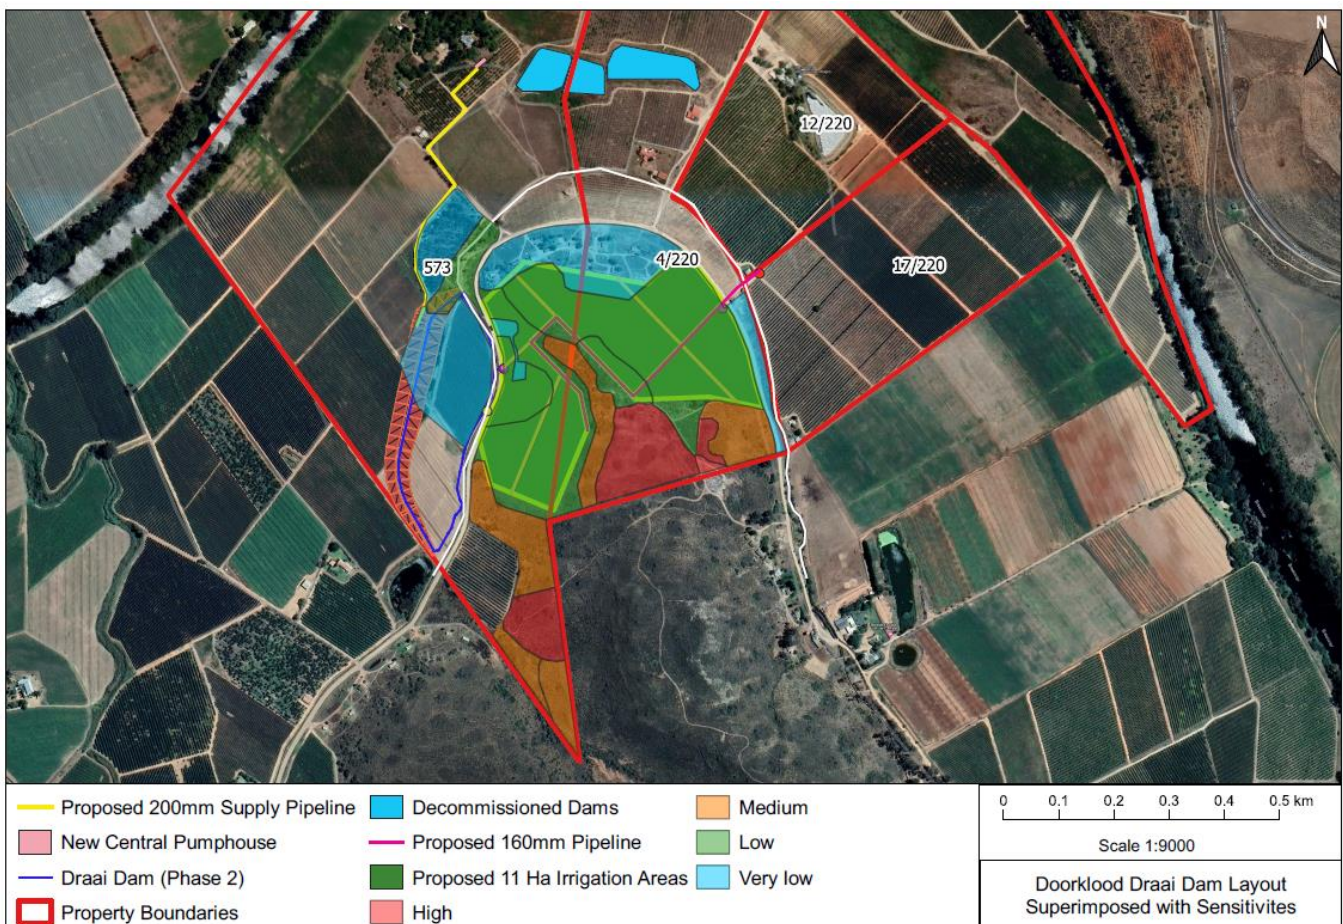 N
12/220
573
4/220
17/220
Proposed 200mm Supply Pipeline
New Central Pumphouse
Draai Dam (Phase 2)
Property Boundaries
Decommissioned Dams
Proposed 160mm Pipeline
Proposed 11 Ha Irrigation Areas
High
Medium
Low
Very low
0 0.1 0.2 0.3 0.4 0.5 km
Scale 1:9000
Doorklood Draai Dam Layout
Superimposed with Sensitivites